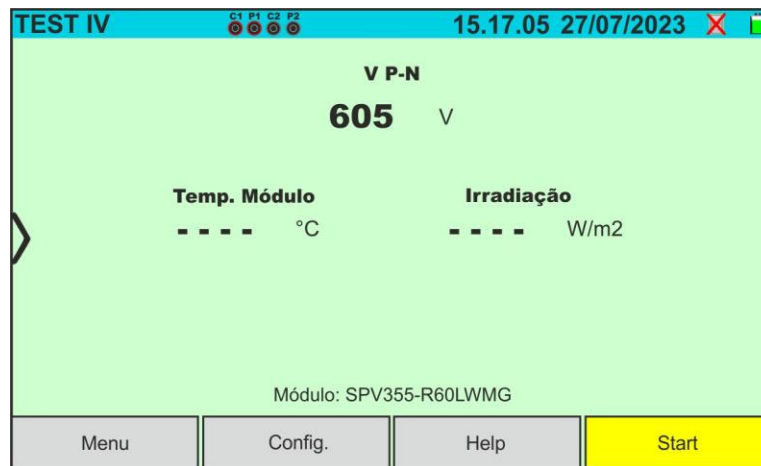 TEST IV C1 P1 C2 P2 15.17.05 27/07/2023
V P-N
605 V
Temp. Módulo Irradiação
- - - - °C - - - - W/m2
Módulo: SPV355-R60LWMG
Menu Config. Help Start